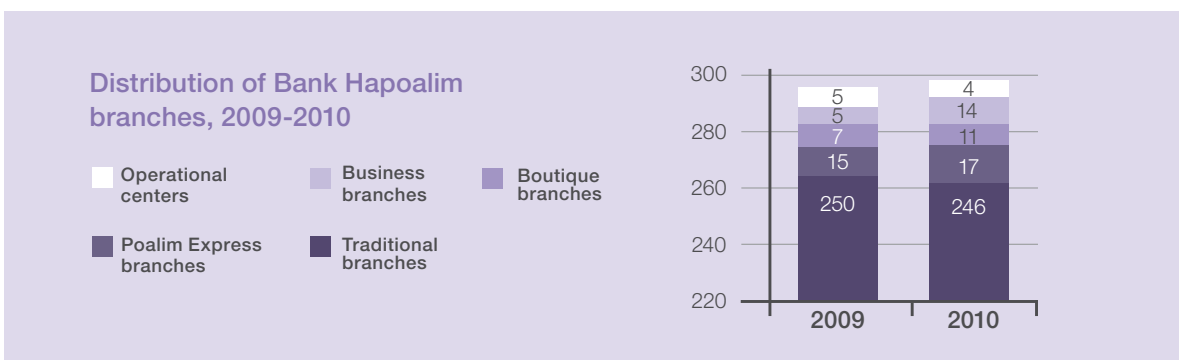 Distribution of Bank Hapoalim
branches, 2009-2010
Operational
centers
Business
branches
Boutique
branches
Poalim Express
branches
Traditional
branches
300
280
260
240
220
5
5
7
15
250
4
14
11
17
246
2009
2010